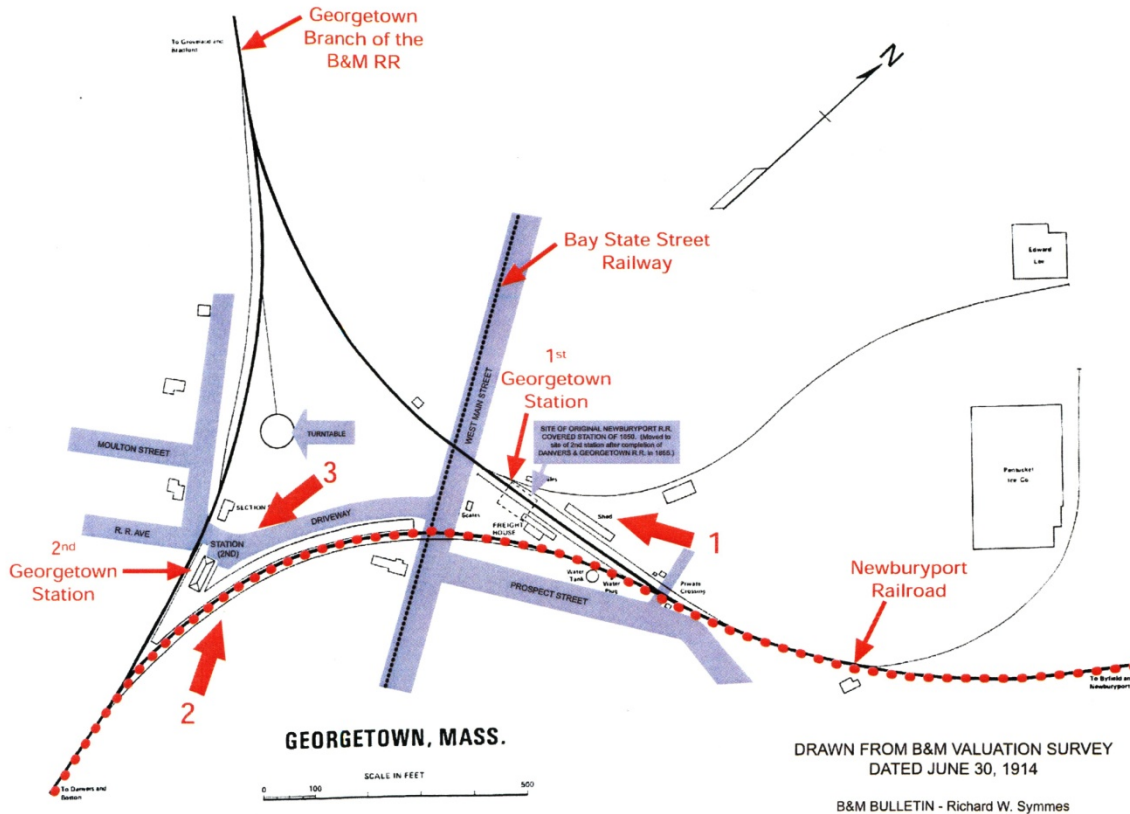 Georgetown
Branch of the
B&M RR
To Groveland and
Bradford
N
Bay State Street
Railway
Edward
1st
Georgetown
Station
WEST MAIN STREET
SITE OF ORIGINAL NEWBURYPORT R.R.
COVERED STATION OF 1850. (Moved to
site of 2nd station after completion of
DANVERS & GEORGETOWN R.R. in 1855.)
TURNTABLE
MOULTON STREET
3
SECTION
Scales
Shed
DRIVEWAY
FREIGHT
HOUSE
1
R. R. AVE
STATION
(2ND)
2nd
Georgetown
Station
Water
Tank
Water
Plug
Private
Crossing
PROSPECT STREET
Pentucket
Ice Co.
Newburyport
Railroad
2
To Byfield and
Newburyport
GEORGETOWN, MASS.
SCALE IN FEET
0 100 500
To Danvers and
Boston
DRAWN FROM B&M VALUATION SURVEY
DATED JUNE 30, 1914
B&M BULLETIN - Richard W. Symmes